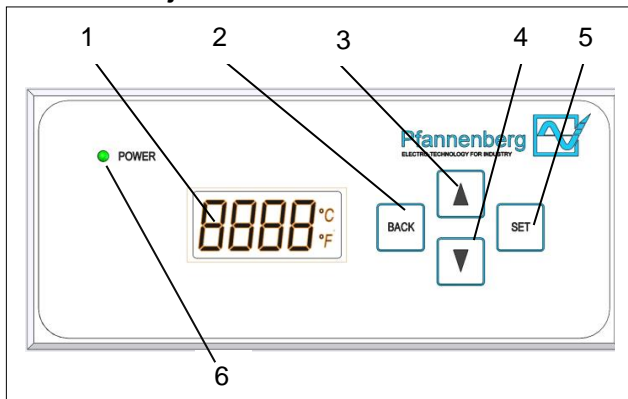 1 2 3 4 5
Pfannenberg
ELECTRO-TECHNOLOGY FOR INDUSTRY
POWER
8888 °C
°F
BACK
SET
6